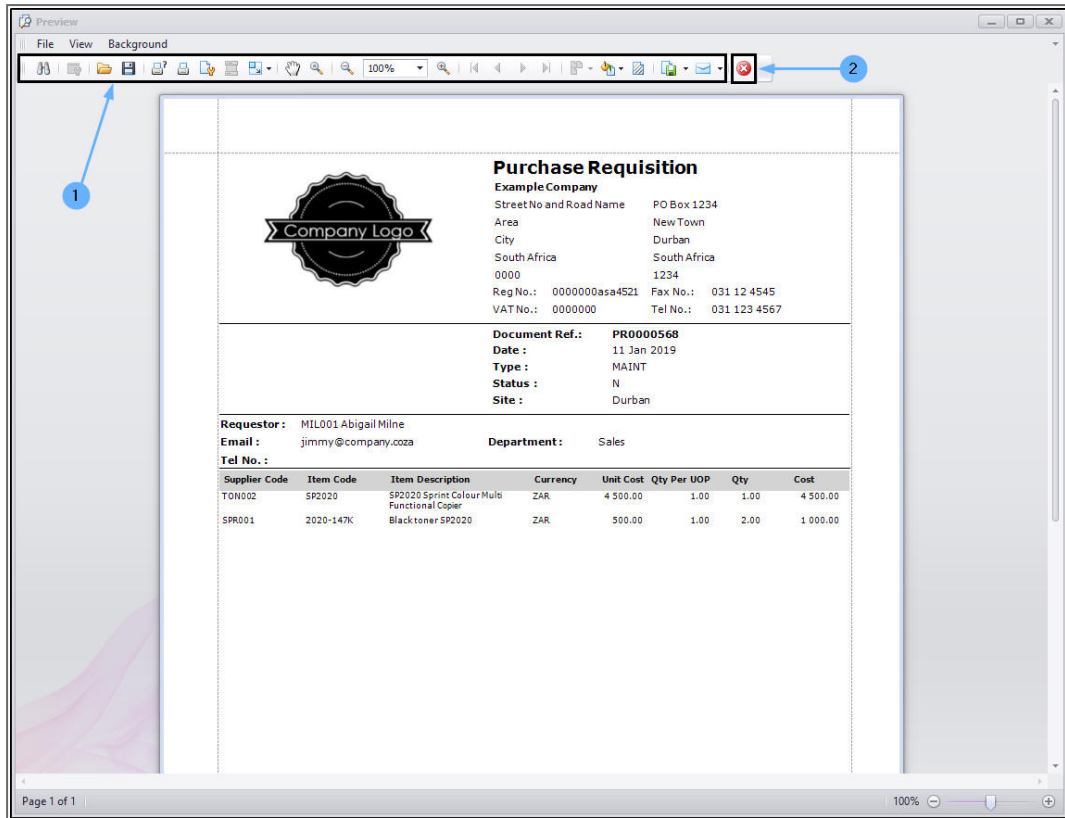 Preview
File View Background
100%
2
1
Company Logo
Purchase Requisition
Example Company
Street No and Road Name PO Box 1234
Area New Town
City Durban
South Africa South Africa
0000 1234
Reg No.: 0000000asa4521 Fax No.: 031 12 4545
VAT No.: 0000000 Tel No.: 031 123 4567
Document Ref.: PR0000568
Date : 11 Jan 2019
Type : MAINT
Status : N
Site : Durban
Requestor : MIL001 Abigail Milne
Email : jimmy@company.coza Department : Sales
Tel No. :
Supplier Code Item Code Item Description Currency Unit Cost Qty Per UOP Qty Cost
TON002 SP2020 SP2020 Sprint Colour Multi ZAR 4 500.00 1.00 1.00 4 500.00
Functional Copier
SPR001 2020-147K Black toner SP2020 ZAR 500.00 1.00 2.00 1 000.00
Page 1 of 1 100%